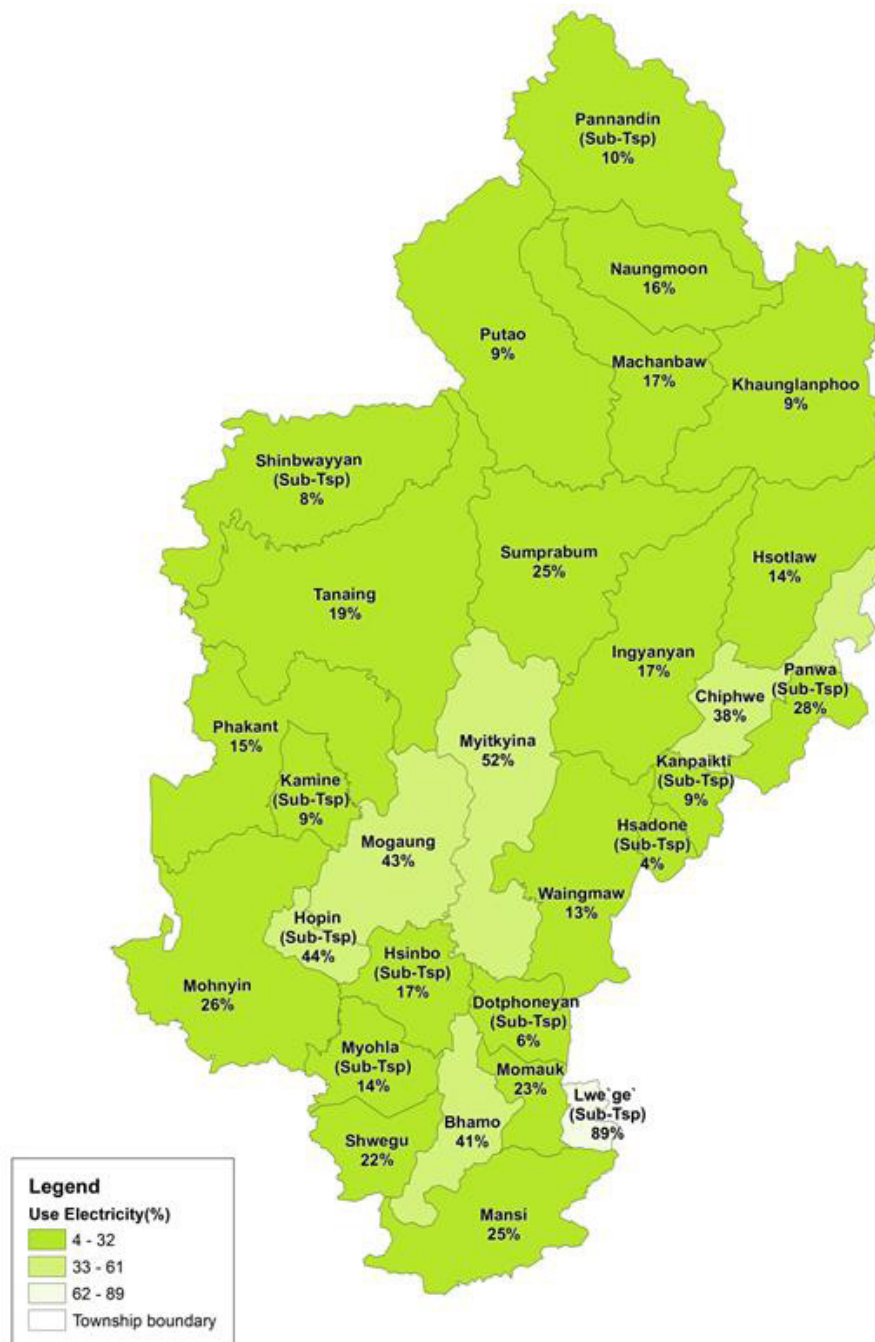 Pannandin
(Sub-Tsp)
10%
Naungmoon
16%
Putao
9%
Machanbaw
17%
Khaunglanphoo
9%
Shinbwayyan
(Sub-Tsp)
8%
Sumprabum
25%
Hsotlaw
14%
Tanaing
19%
Ingyanyan
17%
Chiphwe
38%
Panwa
(Sub-Tsp)
28%
Phakant
15%
Myitkyina
52%
Kanpaikti
(Sub-Tsp)
9%
Kamine
(Sub-Tsp)
9%
Hsadone
(Sub-Tsp)
4%
Mogaung
43%
Waingmaw
13%
Hopin
(Sub-Tsp)
44%
Hsinbo
(Sub-Tsp)
17%
Mohnyin
26%
Dotphoneyan
(Sub-Tsp)
6%
Myohla
(Sub-Tsp)
14%
Momauk
23%
Lwe`ge`
(Sub-Tsp)
89%
Bhamo
41%
Shwegu
22%
Mansi
25%
Legend
Use Electricity(%)
4 - 32
33 - 61
62 - 89
Township boundary